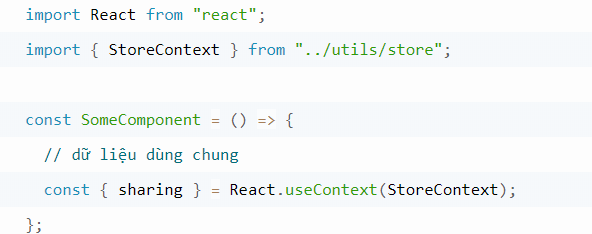 import React from "react";
import { StoreContext } from "../utils/store";
const SomeComponent = () => {
// dữ liệu dùng chung
const { sharing } = React.useContext(StoreContext);
};